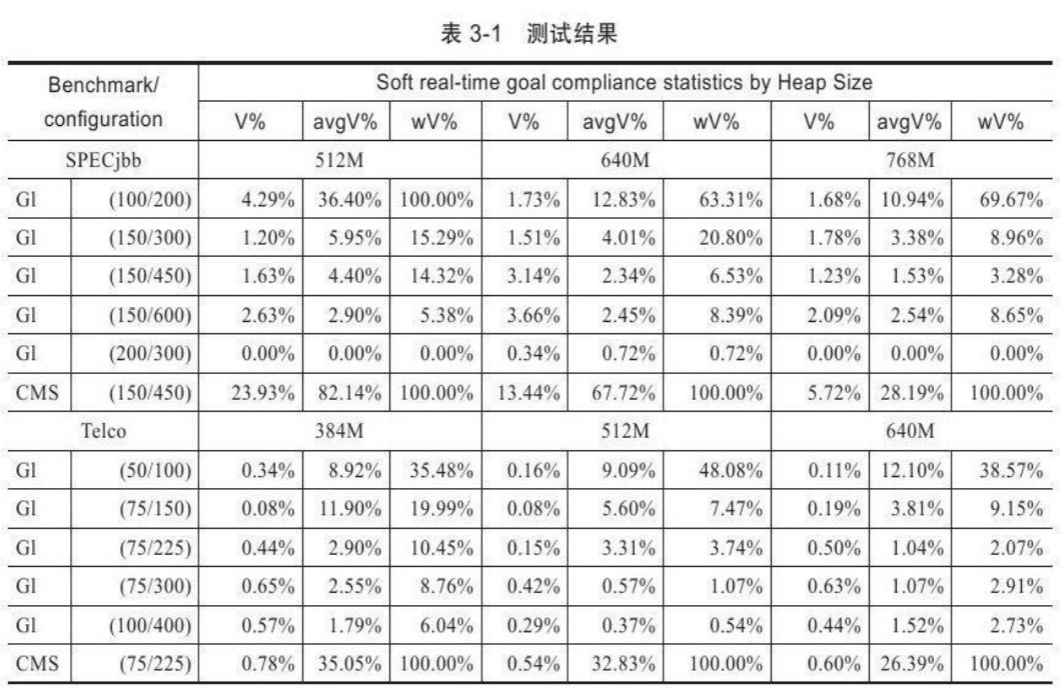 表 3-1 测试结果
Benchmark/ configuration Soft real-time goal compliance statistics by Heap Size
V% avgV% wV% V% avgV% wV% V% avgV% wV%
SPECjbb 512M 640M 768M
Gl (100/200) 4.29% 36.40% 100.00% 1.73% 12.83% 63.31% 1.68% 10.94% 69.67%
Gl (150/300) 1.20% 5.95% 15.29% 1.51% 4.01% 20.80% 1.78% 3.38% 8.96%
Gl (150/450) 1.63% 4.40% 14.32% 3.14% 2.34% 6.53% 1.23% 1.53% 3.28%
Gl (150/600) 2.63% 2.90% 5.38% 3.66% 2.45% 8.39% 2.09% 2.54% 8.65%
Gl (200/300) 0.00% 0.00% 0.00% 0.34% 0.72% 0.72% 0.00% 0.00% 0.00%
CMS (150/450) 23.93% 82.14% 100.00% 13.44% 67.72% 100.00% 5.72% 28.19% 100.00%
Telco 384M 512M 640M
Gl (50/100) 0.34% 8.92% 35.48% 0.16% 9.09% 48.08% 0.11% 12.10% 38.57%
Gl (75/150) 0.08% 11.90% 19.99% 0.08% 5.60% 7.47% 0.19% 3.81% 9.15%
Gl (75/225) 0.44% 2.90% 10.45% 0.15% 3.31% 3.74% 0.50% 1.04% 2.07%
Gl (75/300) 0.65% 2.55% 8.76% 0.42% 0.57% 1.07% 0.63% 1.07% 2.91%
Gl (100/400) 0.57% 1.79% 6.04% 0.29% 0.37% 0.54% 0.44% 1.52% 2.73%
CMS (75/225) 0.78% 35.05% 100.00% 0.54% 32.83% 100.00% 0.60% 26.39% 100.00%